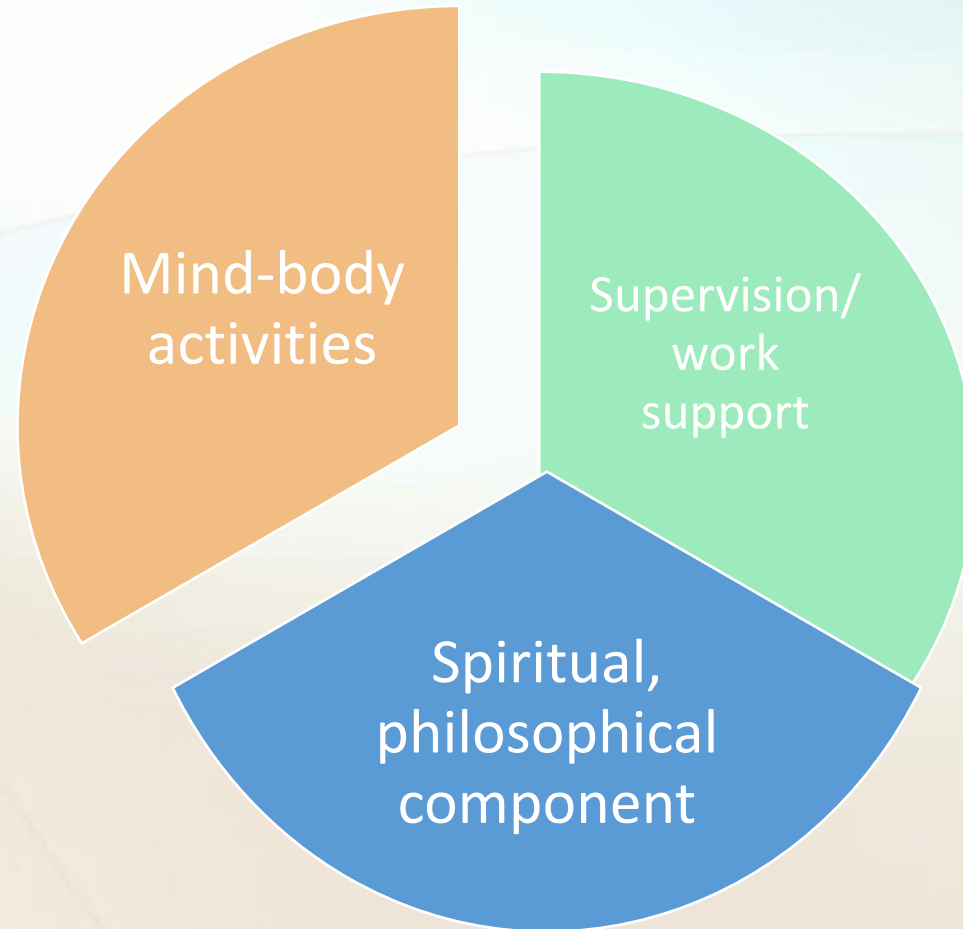 Mind-body
activities
Supervision/
work
support
Spiritual,
philosophical
component